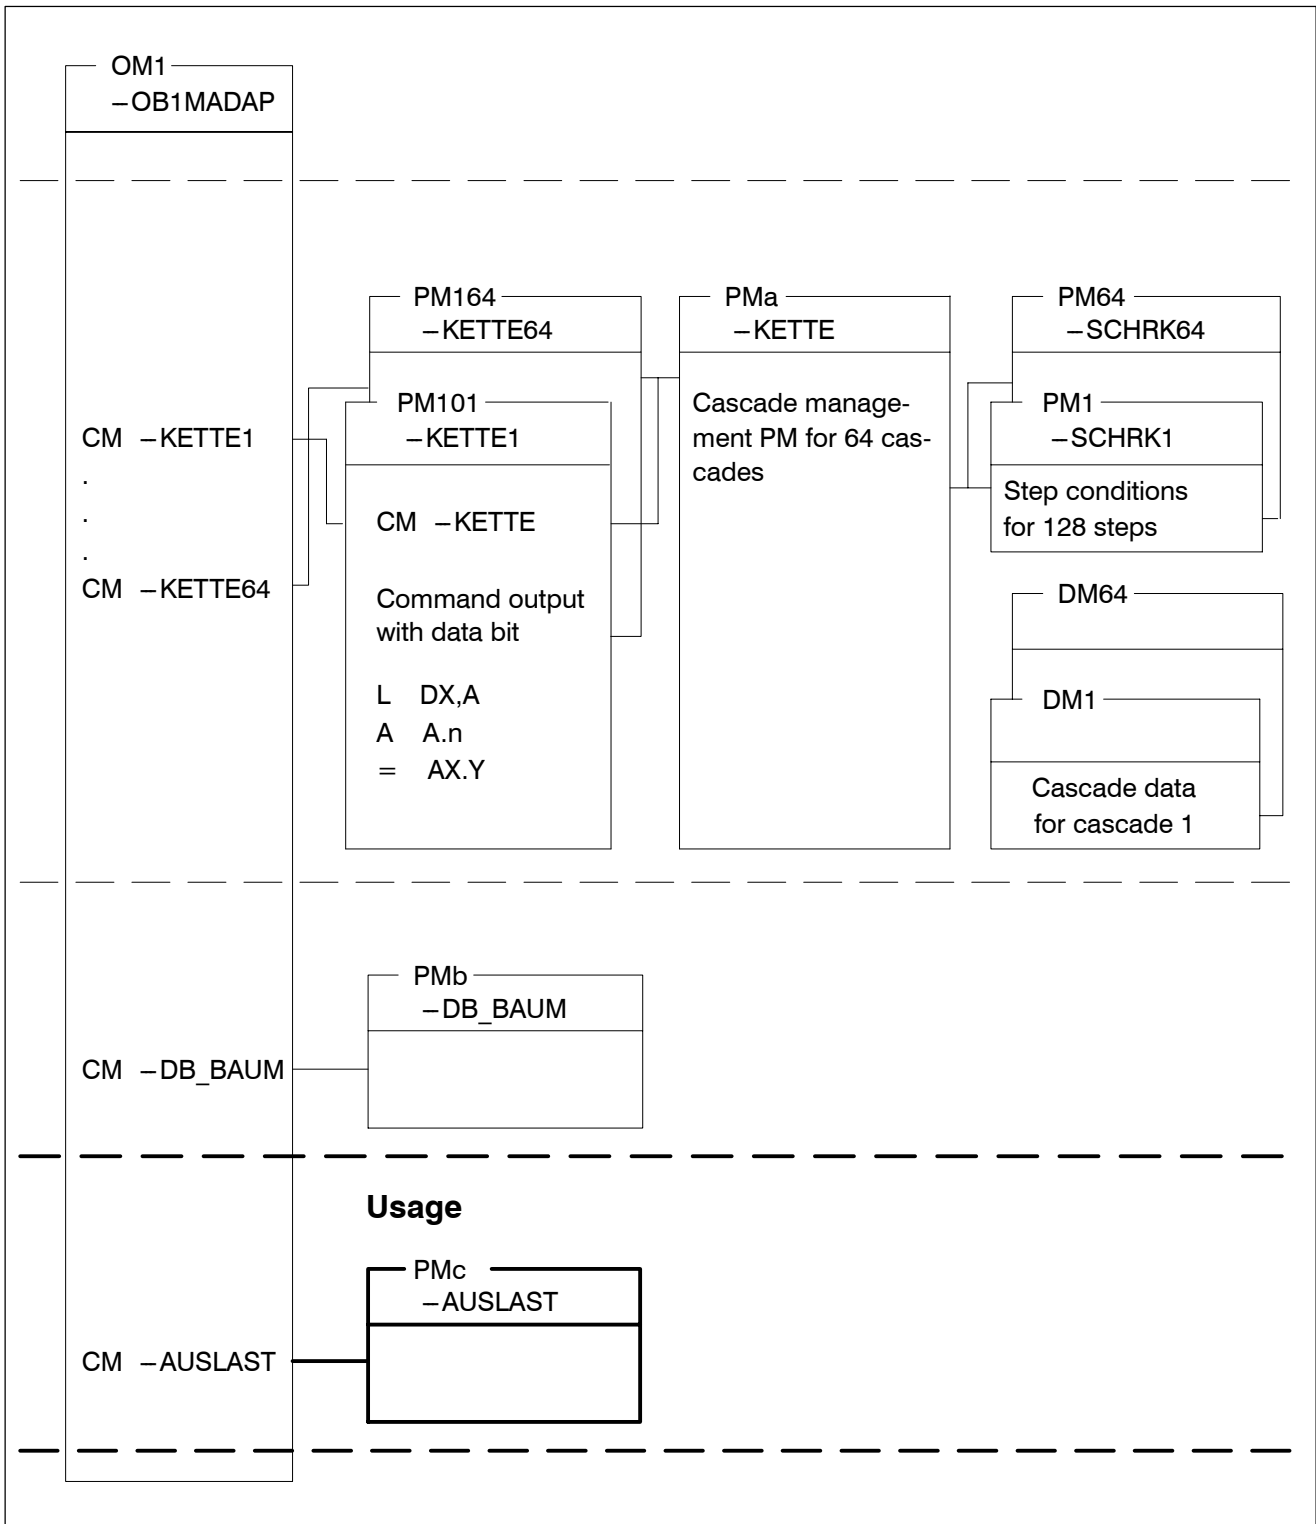 OM1
–OB1MADAP
PM164
–KETTE64
PMa
–KETTE
PM64
–SCHRK64
PM101
–KETTE1
Cascade manage-
ment PM for 64 cas-
cades
PM1
–SCHRK1
CM –KETTE1
.
.
.
CM –KETTE64
Step conditions
for 128 steps
CM –KETTE
Command output
with data bit
L DX,A
A A.n
= AX.Y
DM64
DM1
Cascade data
for cascade 1
PMb
–DB_BAUM
CM –DB_BAUM
Usage
PMc
–AUSLAST
CM –AUSLAST